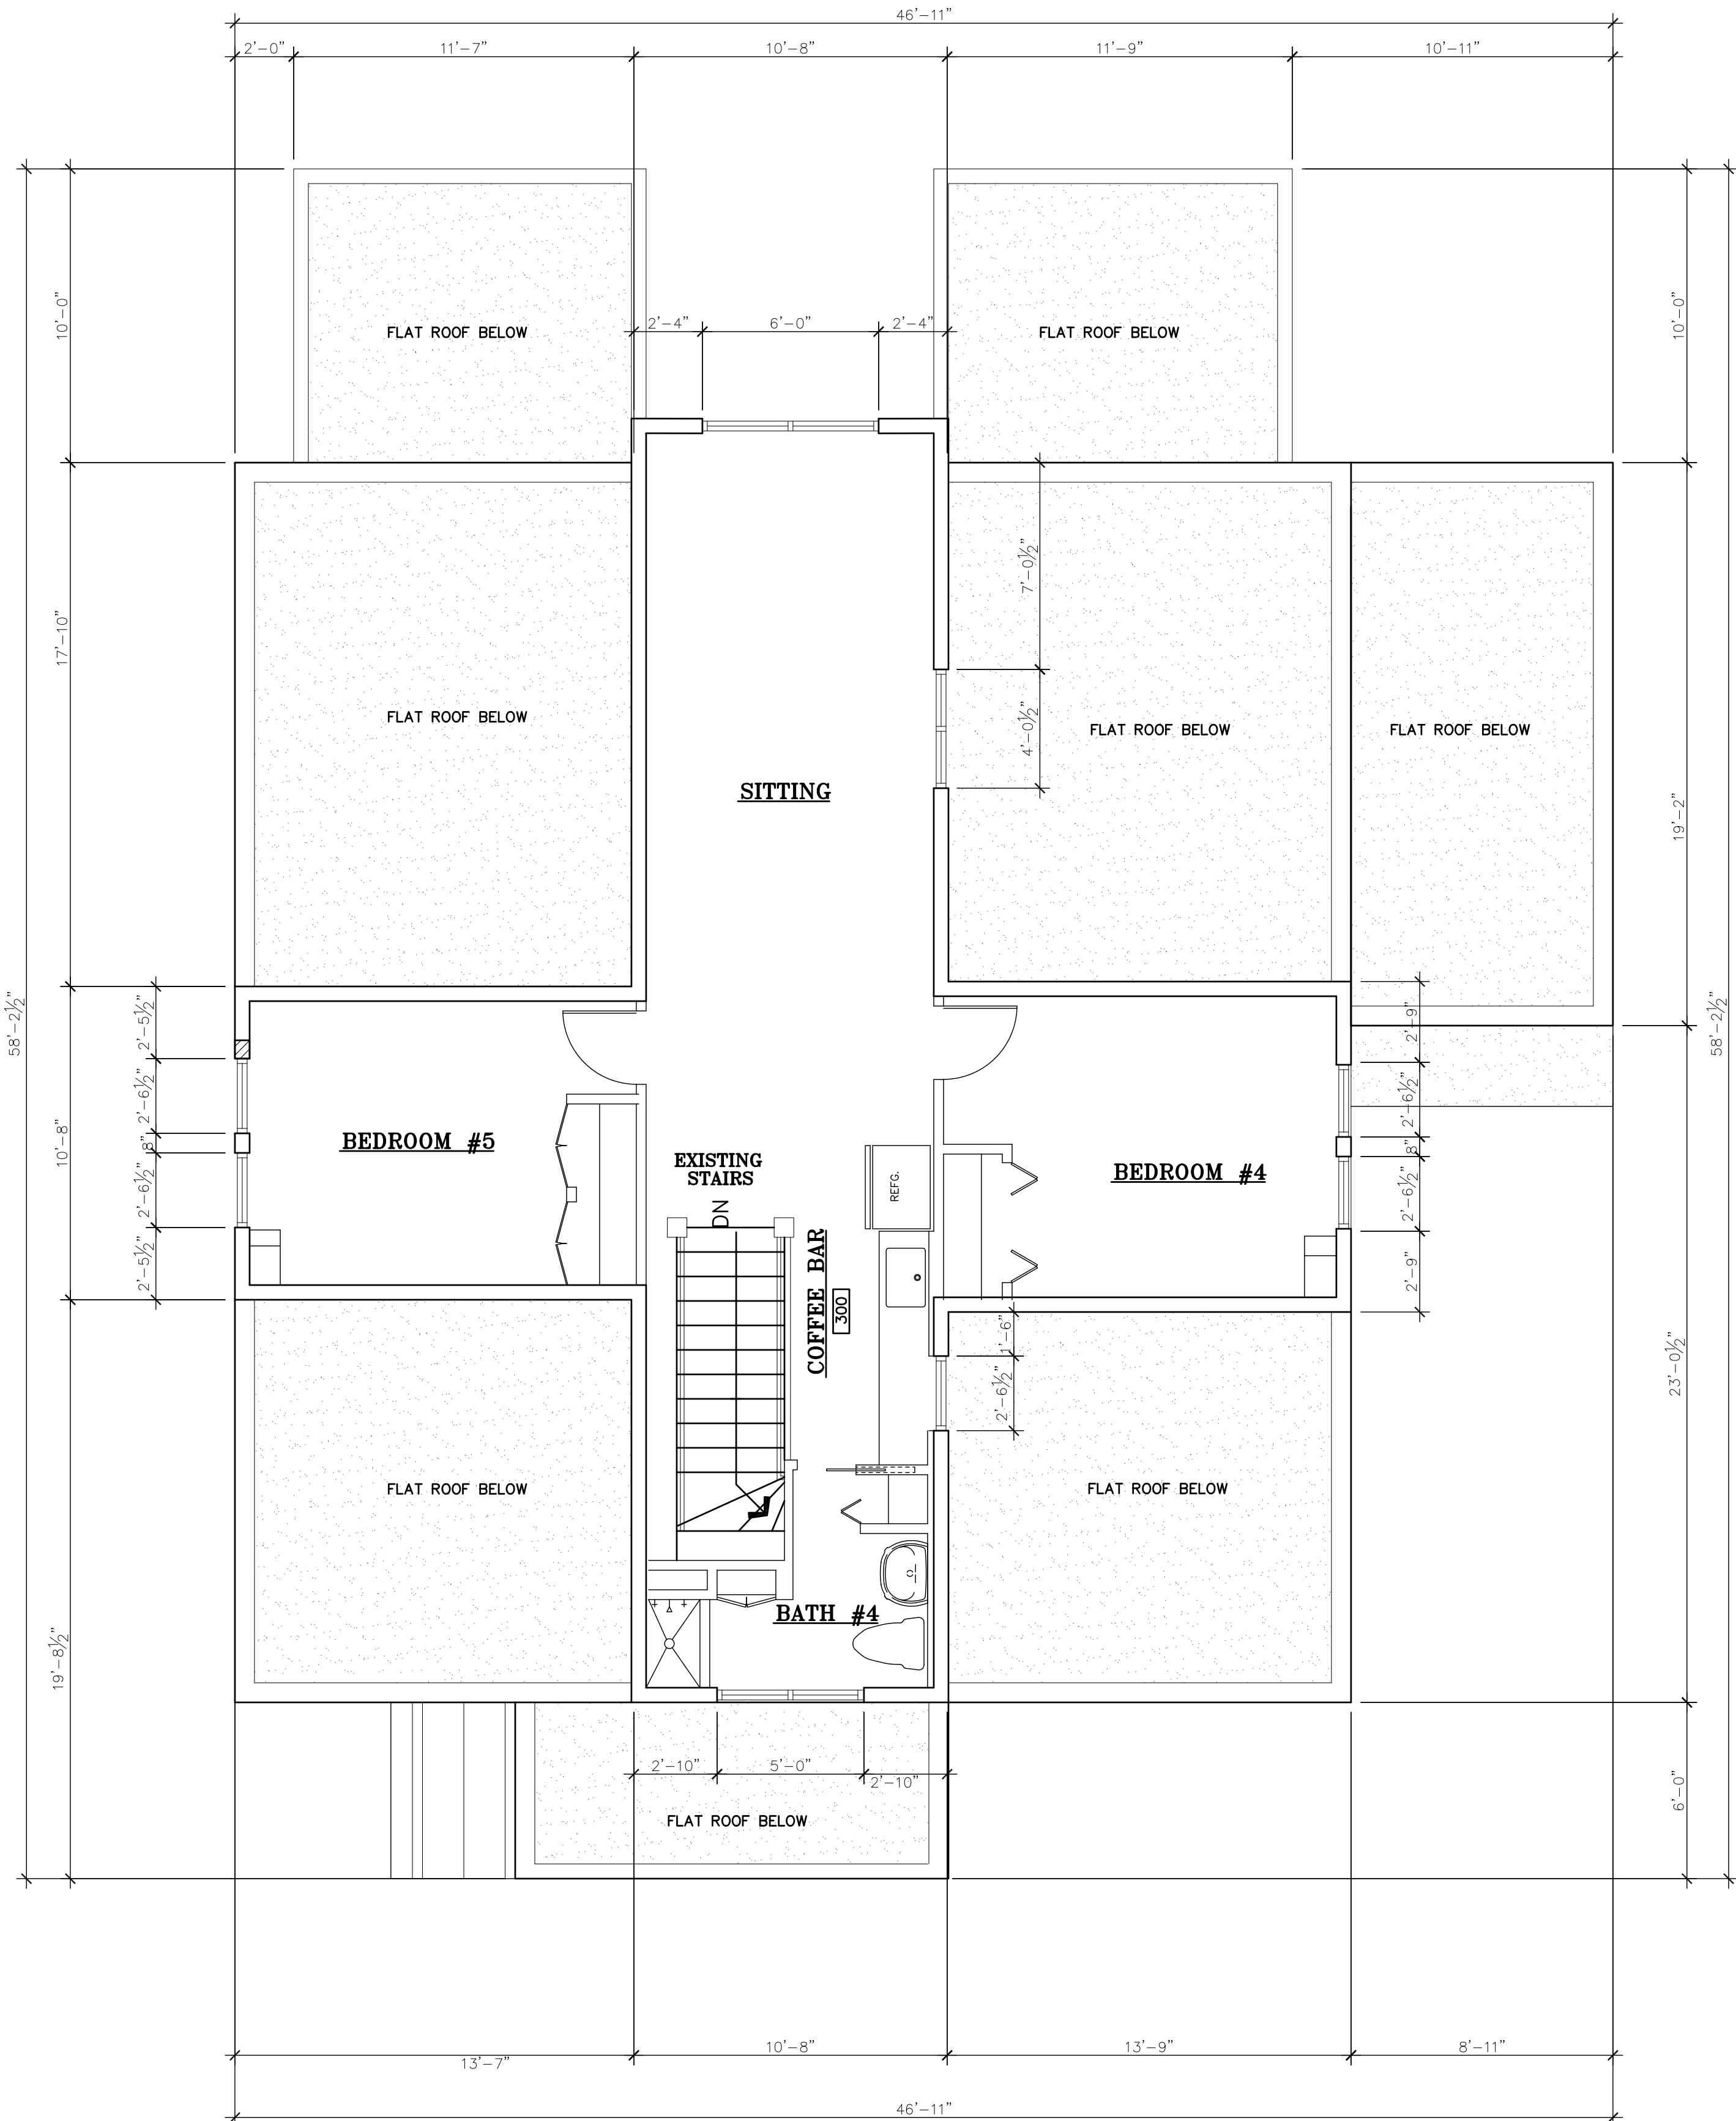 46'-11"
2'-0" 11'-7" 10'-8" 11'-9" 10'-11"
10'-0"
FLAT ROOF BELOW
2'-4" 6'-0" 2'-4"
FLAT ROOF BELOW
10'-0"
7'-0½"
17'-10"
FLAT ROOF BELOW
4'-0½"
FLAT ROOF BELOW
FLAT ROOF BELOW
SITTING
19'-2"
58'-2½"
58'-2½"
2'-5½"
2'-6½"
8"
2'-6½"
2'-5½"
10'-8"
BEDROOM #5
EXISTING
STAIRS
DN
REFG.
COFFEE BAR
300
BEDROOM #4
2'-9"
2'-6½"
8"
2'-6½"
2'-9"
1'-6"
2'-6½"
23'-0½"
FLAT ROOF BELOW
FLAT ROOF BELOW
BATH #4
19'-8½"
2'-10" 5'-0" 2'-10"
FLAT ROOF BELOW
6'-0"
13'-7" 10'-8" 13'-9" 8'-11"
46'-11"